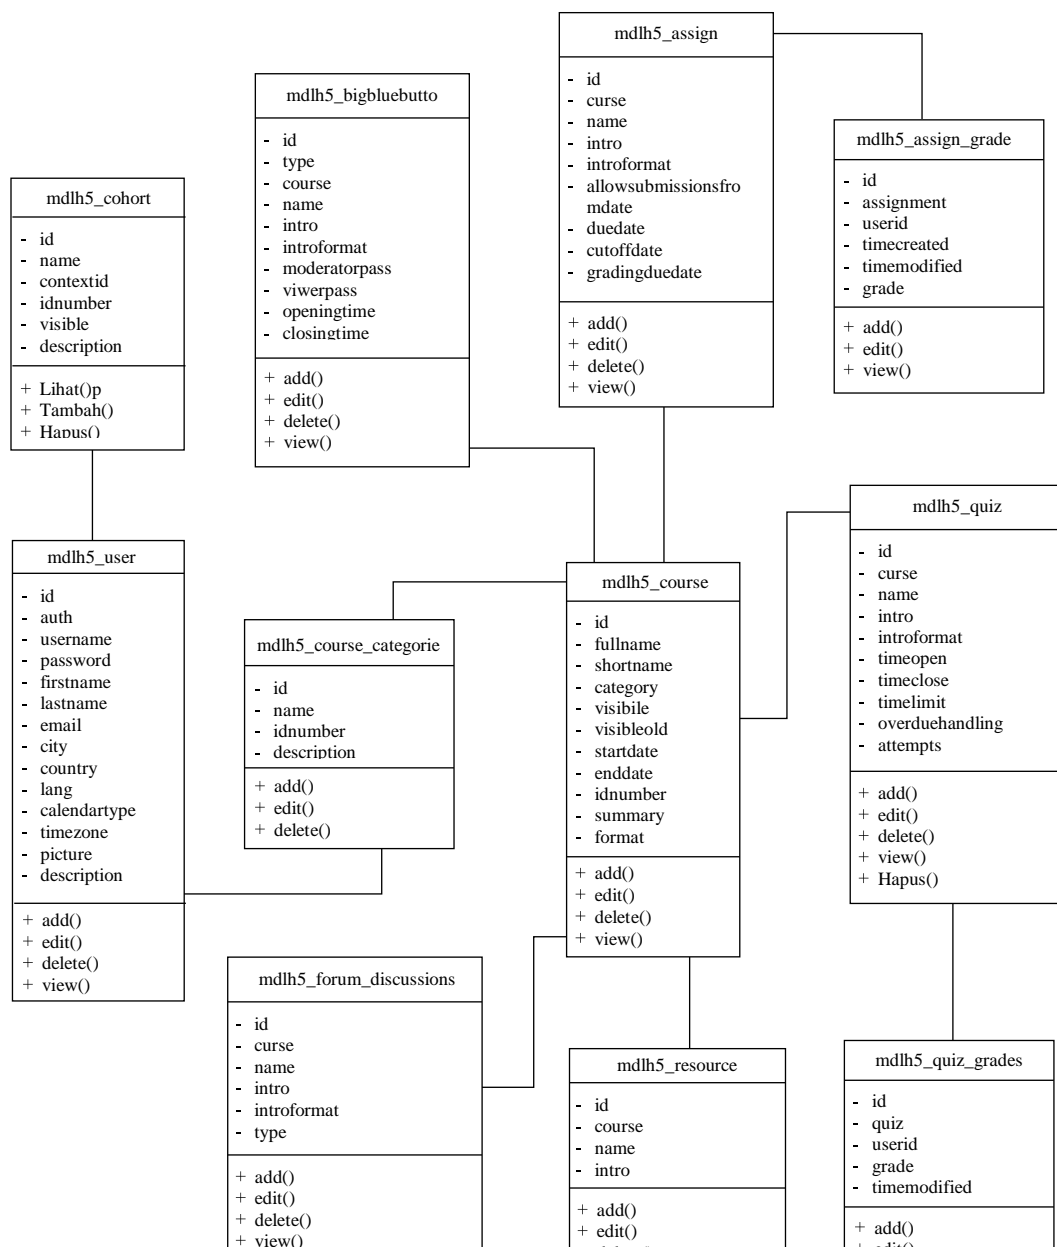 mdlh5_assign
- id
- curse
- name
- intro
- introformat
- allowsubmissionsfro
mdate
- duedate
- cutoffdate
- gradingduedate
+ add()
+ edit()
+ delete()
+ view()
mdlh5_bigbluebutto
- id
- type
- course
- name
- intro
- introformat
- moderatorpass
- viwerpass
- openingtime
- closingtime
+ add()
+ edit()
+ delete()
+ view()
mdlh5_assign_grade
- id
- assignment
- userid
- timecreated
- timemodified
- grade
+ add()
+ edit()
+ view()
mdlh5_cohort
- id
- name
- contextid
- idnumber
- visible
- description
+ Lihat()p
+ Tambah()
+ Hapus()
mdlh5_quiz
- id
- curse
- name
- intro
- introformat
- timeopen
- timeclose
- timelimit
- overduehandling
- attempts
+ add()
+ edit()
+ delete()
+ view()
+ Hapus()
mdlh5_user
- id
- auth
- username
- password
- firstname
- lastname
- email
- city
- country
- lang
- calendartype
- timezone
- picture
- description
+ add()
+ edit()
+ delete()
+ view()
mdlh5_course
- id
- fullname
- shortname
- category
- visibile
- visibleold
- startdate
- enddate
- idnumber
- summary
- format
+ add()
+ edit()
+ delete()
+ view()
mdlh5_course_categorie
- id
- name
- idnumber
- description
+ add()
+ edit()
+ delete()
mdlh5_forum_discussions
- id
- curse
- name
- intro
- introformat
- type
+ add()
+ edit()
+ delete()
+ view()
mdlh5_resource
- id
- course
- name
- intro
+ add()
+ edit()
mdlh5_quiz_grades
- id
- quiz
- userid
- grade
- timemodified
+ add()
+ edit()